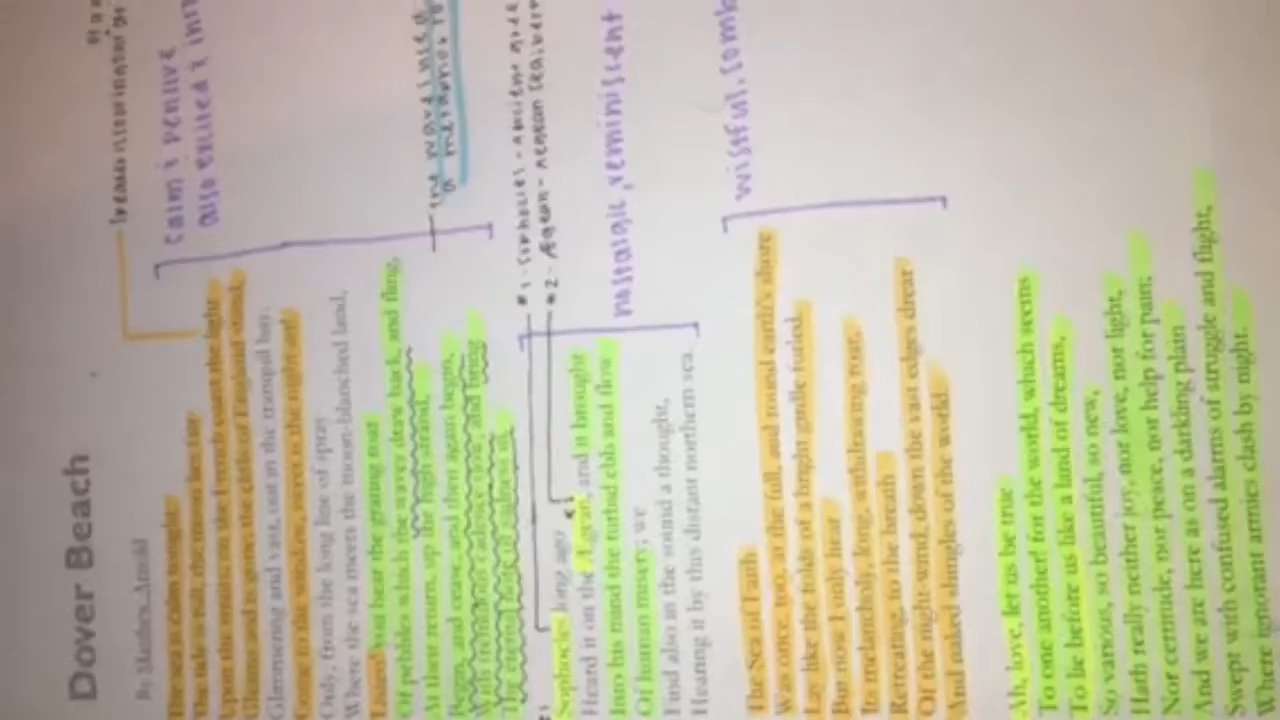 Dover Beach
By Matthew Arnold
calm & pensive
also excited &
The sea is calm tonight.
The tide is full, the moon lies fair
Upon the straits; on the French coast the light
Gleams and is gone; the cliffs of England stand,
Glimmering and vast, out in the tranquil bay.
Come to the window, sweet is the night-air!
Only, from the long line of spray
Where the sea meets the moon-blanched land,
Listen! you hear the grating roar
Of pebbles which the waves draw back, and fling,
At their return, up the high strand,
Begin, and cease, and then again begin,
With tremulous cadence slow, and bring
The eternal note of sadness in.
a metaphor
#1 - Sophocles - ancient
#2 - Aegean - Aegean Sea
nostalgic, reminiscent
Sophocles long ago
Heard it on the Ægean, and it brought
Into his mind the turbid ebb and flow
Of human misery; we
Find also in the sound a thought,
Hearing it by this distant northern sea.
wistful,
The Sea of Faith
Was once, too, at the full, and round earth's shore
Lay like the folds of a bright girdle furled.
But now I only hear
Its melancholy, long, withdrawing roar,
Retreating, to the breath
Of the night-wind, down the vast edges drear
And naked shingles of the world.
Ah, love, let us be true
To one another! for the world, which seems
To lie before us like a land of dreams,
So various, so beautiful, so new,
Hath really neither joy, nor love, nor light,
Nor certitude, nor peace, nor help for pain;
And we are here as on a darkling plain
Swept with confused alarms of struggle and flight,
Where ignorant armies clash by night.